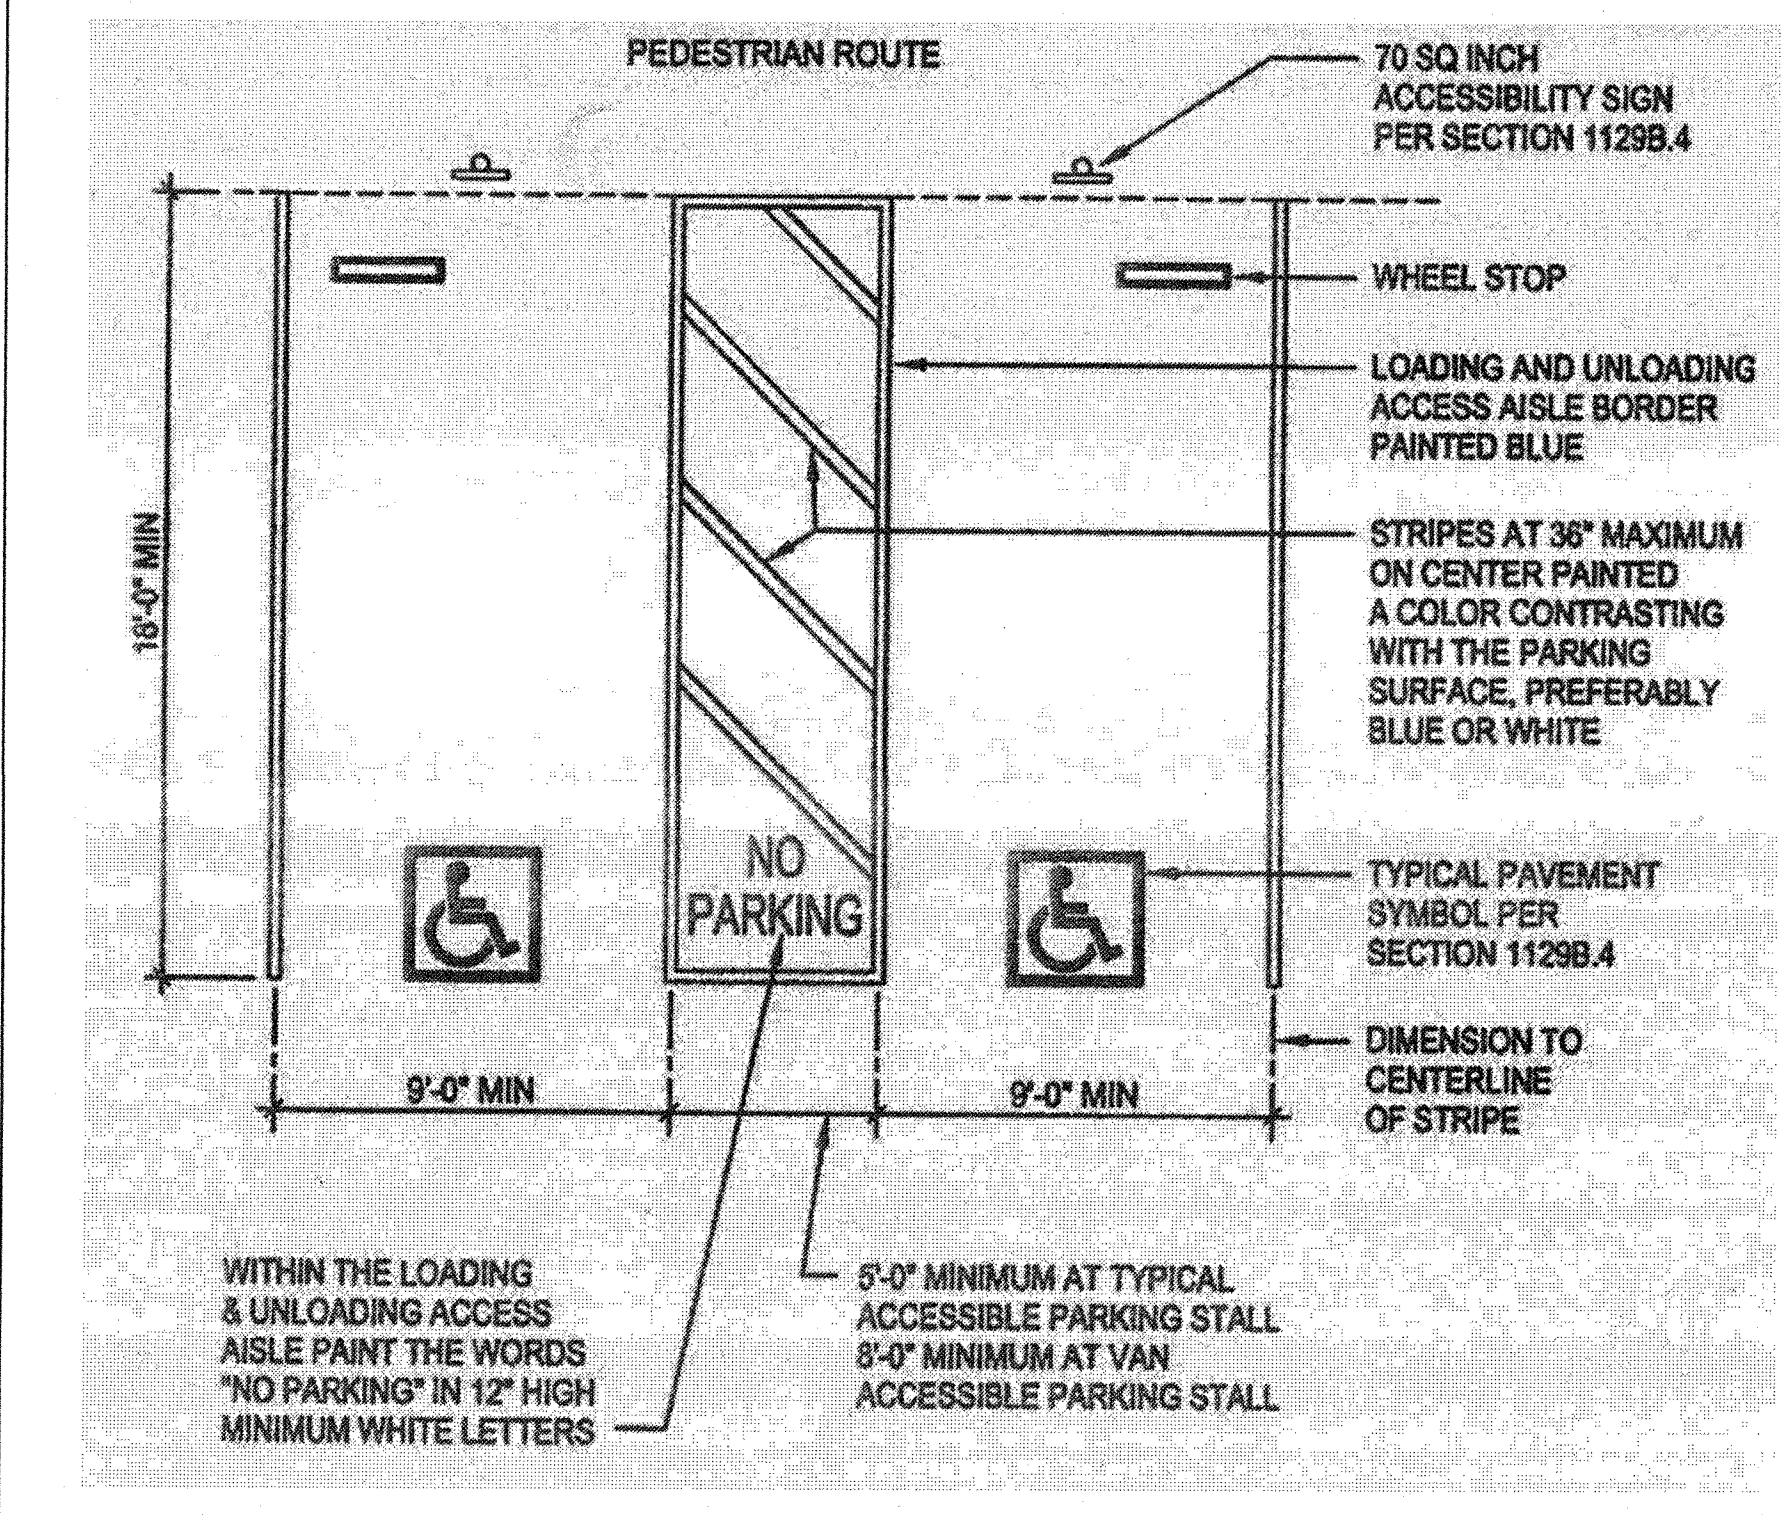 PEDESTRIAN ROUTE
70 SQ INCH
ACCESSIBILITY SIGN
PER SECTION 1129B.4
WHEEL STOP
LOADING AND UNLOADING
ACCESS AISLE BORDER
PAINTED BLUE
STRIPES AT 36" MAXIMUM
ON CENTER PAINTED
A COLOR CONTRASTING
WITH THE PARKING
SURFACE, PREFERABLY
BLUE OR WHITE
18'-0" MIN
NO
PARKING
TYPICAL PAVEMENT
SYMBOL PER
SECTION 1129B.4
DIMENSION TO
CENTERLINE
OF STRIPE
9'-0" MIN
9'-0" MIN
WITHIN THE LOADING
& UNLOADING ACCESS
AISLE PAINT THE WORDS
"NO PARKING" IN 12" HIGH
MINIMUM WHITE LETTERS
5'-0" MINIMUM AT TYPICAL
ACCESSIBLE PARKING STALL
8'-0" MINIMUM AT VAN
ACCESSIBLE PARKING STALL